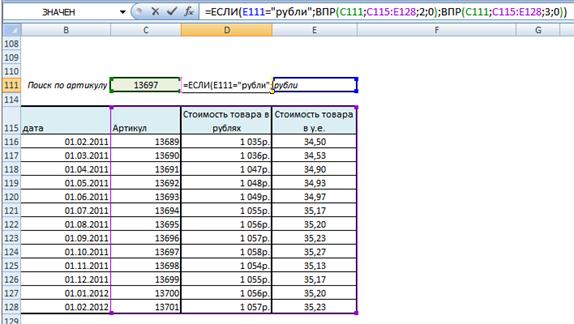 ЗНАЧЕН =ЕСЛИ(E111="рубли";ВПР(C111;C115:E128;2;0);ВПР(C111;C115:E128;3;0))
B C D E F G H
108
109
110
111 Поиск по артикулу 13697 =ЕСЛИ(E111="рубли"; рубли
114
Стоимость товара в Стоимость товара
115 дата Артикул рублях в у.е.
116 01.02.2011 13689 1 035р. 34,50
117 01.03.2011 13690 1 036р. 34,53
118 01.04.2011 13691 1 047р. 34,90
119 01.05.2011 13692 1 048р. 34,93
120 01.06.2011 13693 1 049р. 34,97
121 01.07.2011 13694 1 055р. 35,17
122 01.08.2011 13695 1 056р. 35,20
123 01.09.2011 13696 1 057р. 35,23
124 01.10.2011 13697 1 058р. 35,27
125 01.11.2011 13698 1 054р. 35,13
126 01.12.2011 13699 1 055р. 35,17
127 01.01.2012 13700 1 056р. 35,20
128 01.02.2012 13701 1 057р. 35,23
129